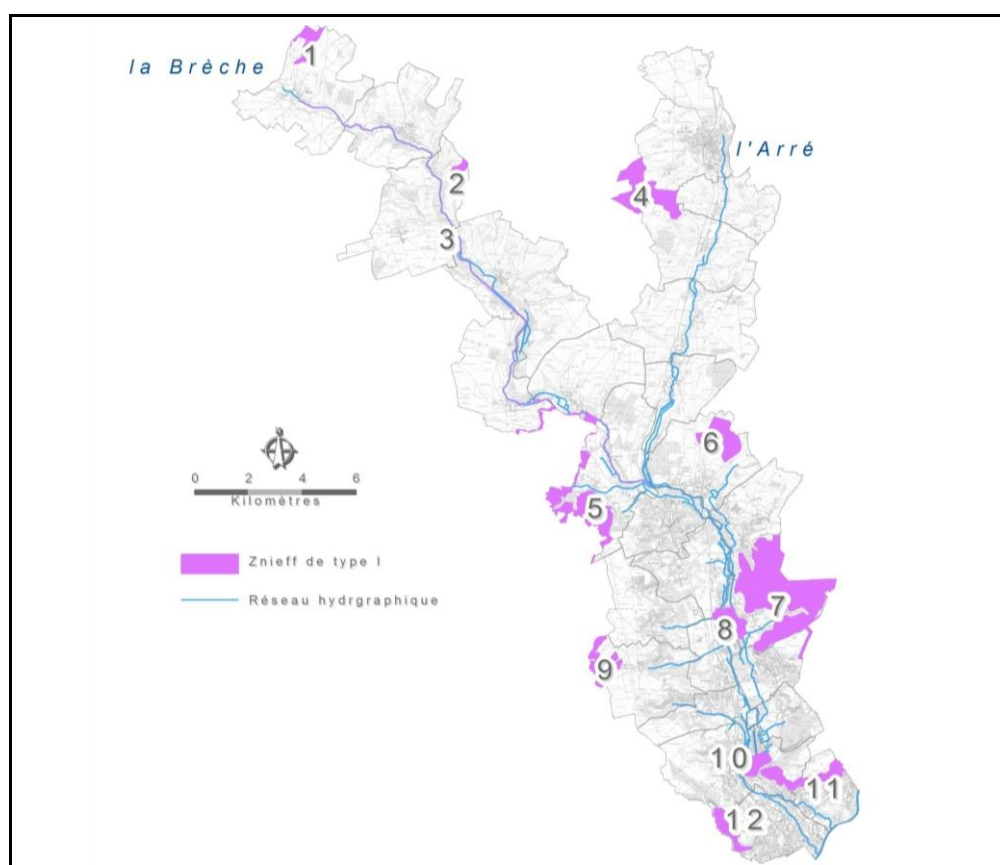 1
la Brèche
l'Arré
2
4
3
6
0 2 4 6
Kilomètres
5
Znieff de type I
7
Réseau hydrgraphique
8
9
10
11
12